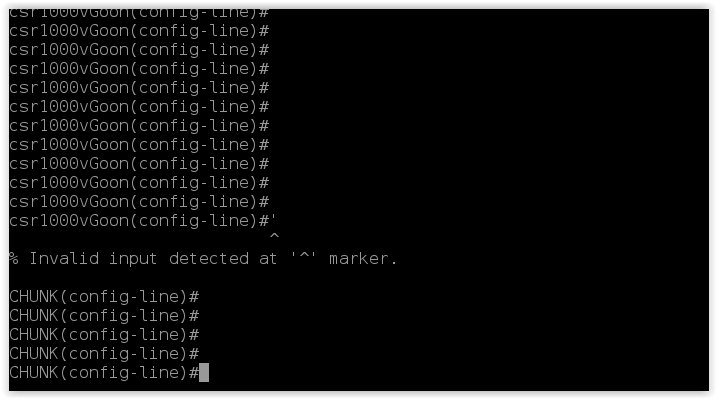 csr1000vGoon(config-line)#
csr1000vGoon(config-line)#
csr1000vGoon(config-line)#
csr1000vGoon(config-line)#
csr1000vGoon(config-line)#
csr1000vGoon(config-line)#
csr1000vGoon(config-line)#
csr1000vGoon(config-line)#
csr1000vGoon(config-line)#
csr1000vGoon(config-line)#
csr1000vGoon(config-line)#
csr1000vGoon(config-line)#'
^
% Invalid input detected at '^' marker.
CHUNK(config-line)#
CHUNK(config-line)#
CHUNK(config-line)#
CHUNK(config-line)#
CHUNK(config-line)#